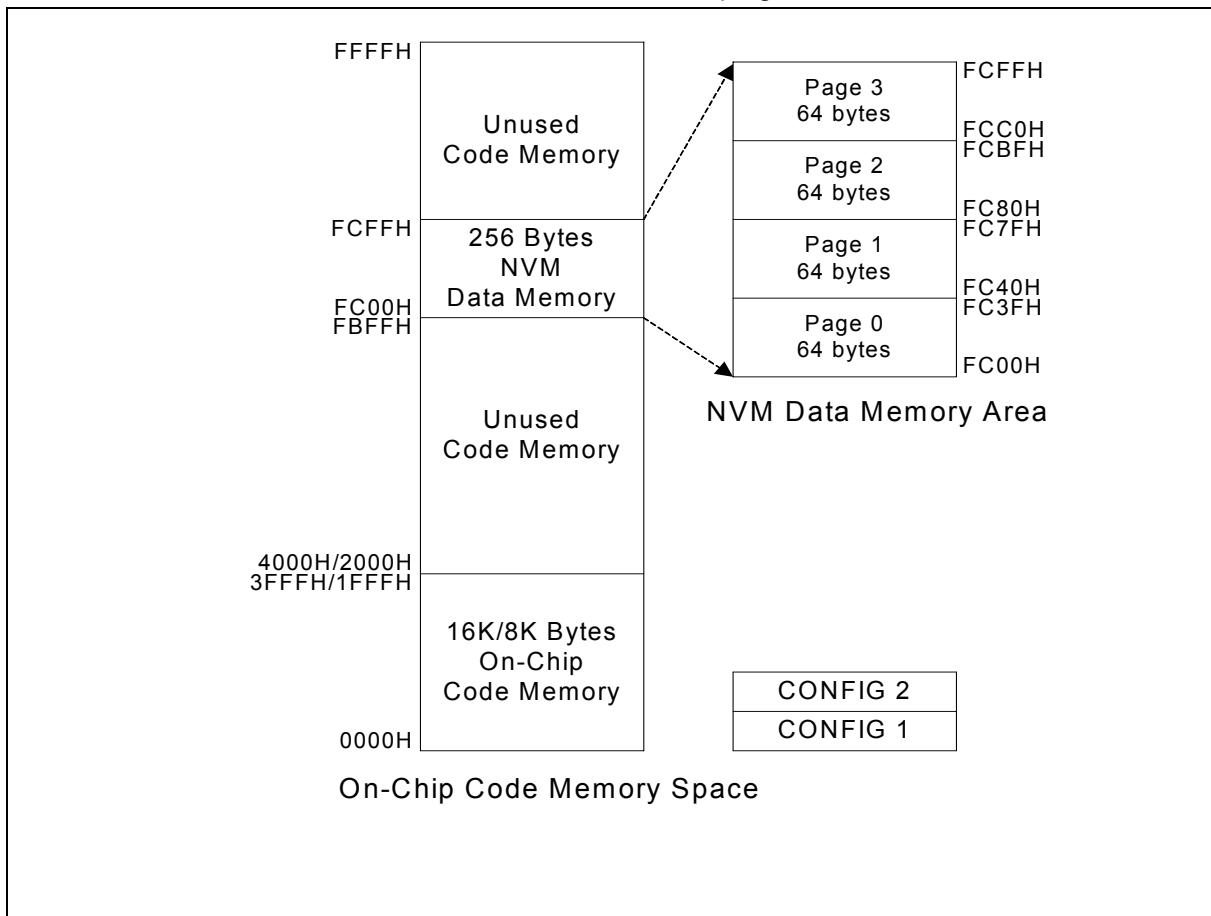 FFFFH
Unused
Code Memory
FCFFH
256 Bytes
NVM
Data Memory
FC00H
FBFFH
Unused
Code Memory
4000H/2000H
3FFFH/1FFFH
16K/8K Bytes
On-Chip
Code Memory
0000H
On-Chip Code Memory Space
FCFFH
Page 3
64 bytes
FCC0H
FCBFH
Page 2
64 bytes
FC80H
FC7FH
Page 1
64 bytes
FC40H
FC3FH
Page 0
64 bytes
FC00H
NVM Data Memory Area
CONFIG 2
CONFIG 1